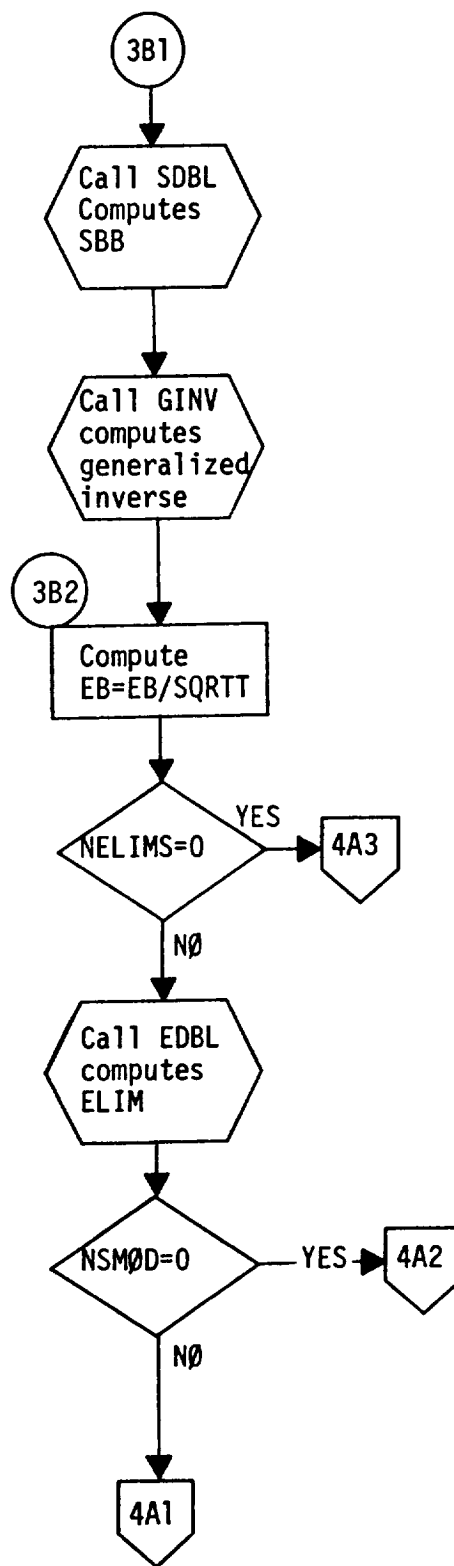 3B1
Call SDBL
Computes
SBB
Call GINV
computes
generalized
inverse
3B2
Compute
EB=EB/SQRTT
NELIMS=0
YES
4A3
NØ
Call EDBL
computes
ELIM
NSMØD=0
YES
4A2
NØ
4A1